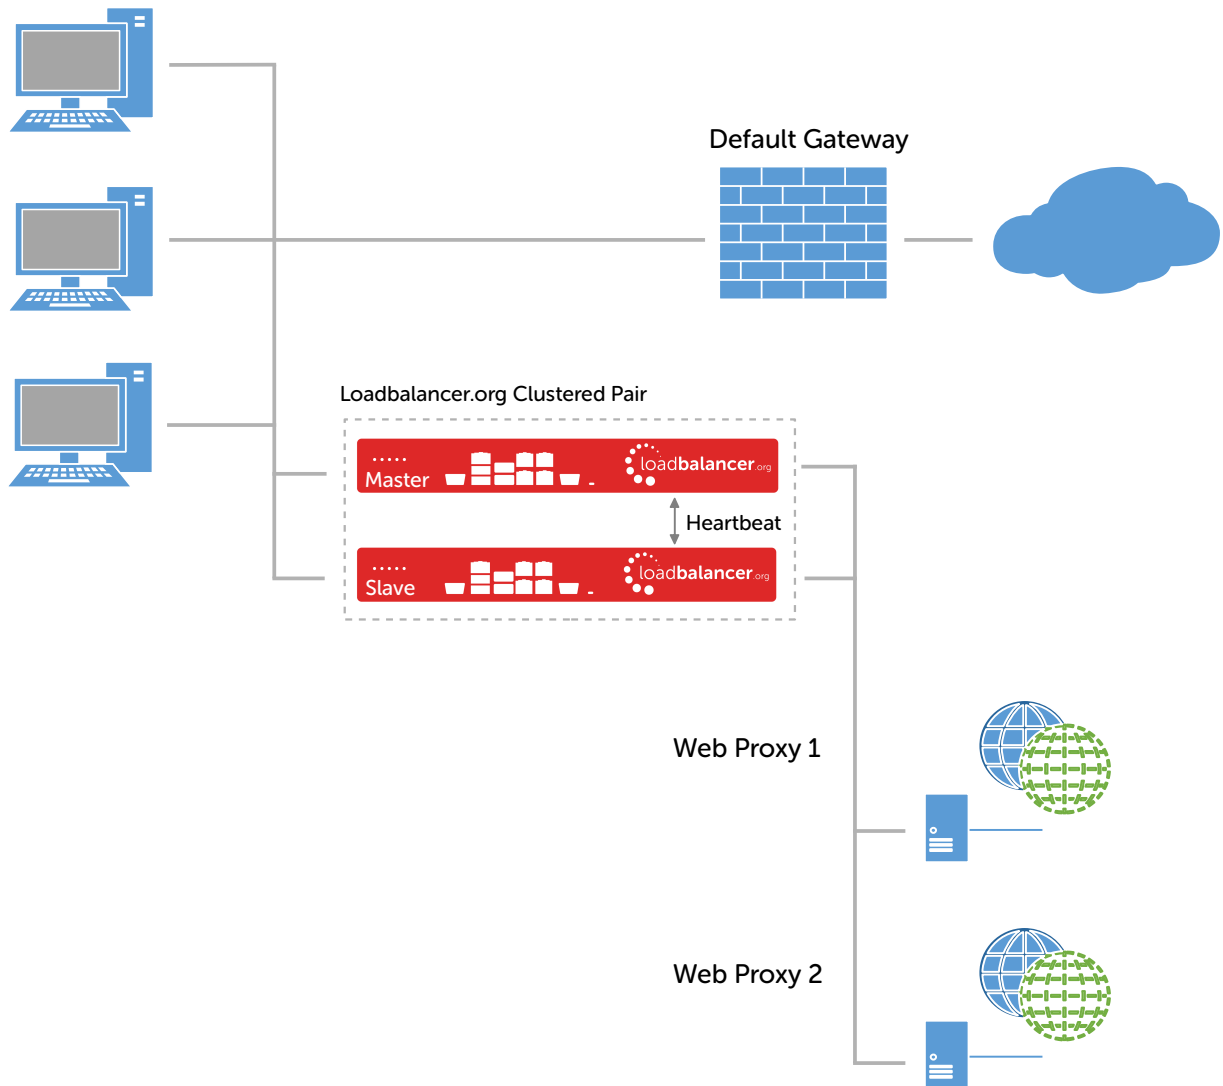 Default Gateway
Loadbalancer.org Clustered Pair
Master
loadbalancer.org
Heartbeat
Slave
loadbalancer.org
Web Proxy 1
Web Proxy 2